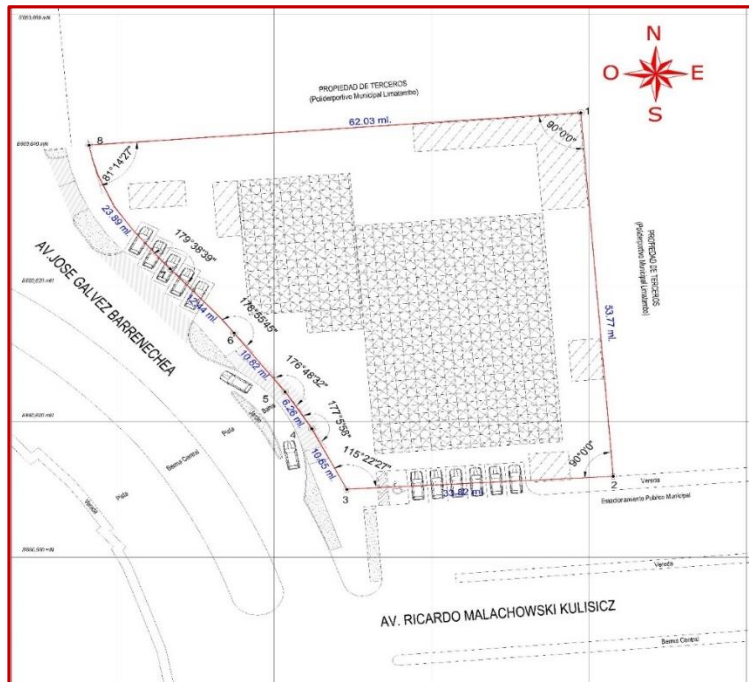 N
O
E
S
PROPIEDAD DE TERCEROS
(Polideportivo Municipal Limatambo)
62.03 ml.
8
1
90°0'0"
81°14'27"
23.89 ml.
179°38'39"
AV. JOSE GALVEZ BARRENECHEA
12.44 ml.
178°55'45"
6
10.82 ml.
176°48'32"
5
6.26 ml.
177°5'58"
4
10.65 ml.
115°22'27"
3
33.82 ml.
90°0'0"
2
53.77 ml.
PROPIEDAD DE TERCEROS
(Polideportivo Municipal Limatambo)
Berma
Jardin
Pista
Berma Central
Pista
Vereda
Vereda
Estacionamiento Publico Municipal
Vereda
AV. RICARDO MALACHOWSKI KULISICZ
Berma Central